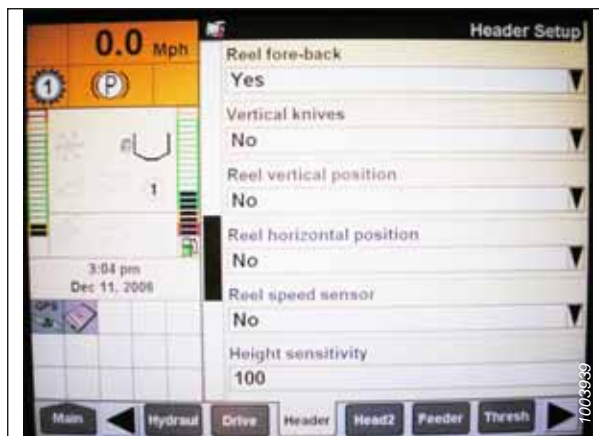 0.0 Mph
Header Setup
Reel fore-back
Yes
1
P
Vertical knives
No
Reel vertical position
No
1
Reel horizontal position
No
3:04 pm
Dec 11, 2006
Reel speed sensor
No
GPS
Height sensitivity
100
Main
Hydraul
Drive
Header
Head2
Feeder
Thresh
1003939